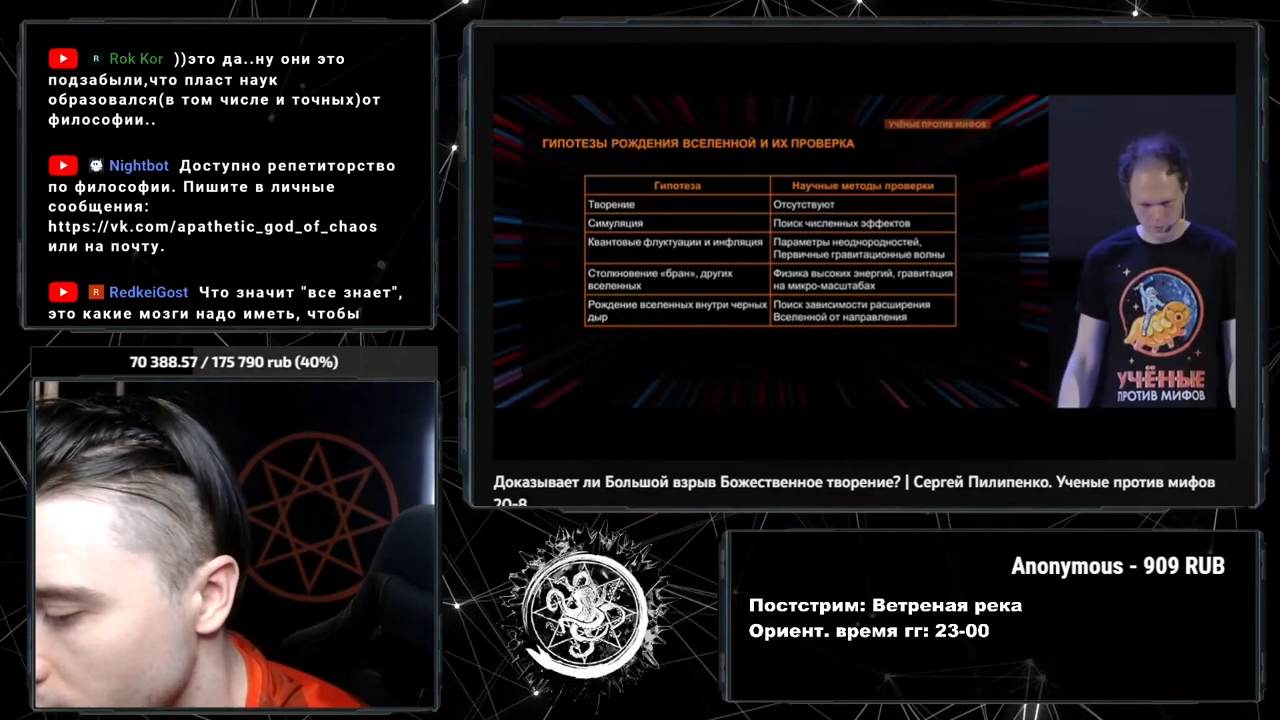 R Rok Kor ))это да..ну они это
подзабыли,что пласт наук
образовался(в том числе и точных)от
философии..
Nightbot Доступно репетиторство
по философии. Пишите в личные
сообщения:
https://vk.com/apathetic_god_of_chaos
или на почту.
R RedkeiGost Что значит "все знает",
это какие мозги надо иметь, чтобы
70 388.57 / 175 790 rub (40%)
УЧЁНЫЕ ПРОТИВ МИФОВ
ГИПОТЕЗЫ РОЖДЕНИЯ ВСЕЛЕННОЙ И ИХ ПРОВЕРКА
Гипотеза Научные методы проверки
Творение Отсутствуют
Симуляция Поиск численных эффектов
Квантовые флуктуации и инфляция Параметры неоднородностей,
Первичные гравитационные волны
Столкновение «бран», других Физика высоких энергий, гравитация
вселенных на микро-масштабах
Рождение вселенных внутри черных Поиск зависимости расширения
дыр Вселенной от направления
УЧЁННЫЕ
ПРОТИВ МИФОВ
Доказывает ли Большой взрыв Божественное творение? | Сергей Пилипенко. Ученые против мифов
20-8
Anonymous - 909 RUB
Постстрим: Ветреная река
Ориент. время гг: 23-00